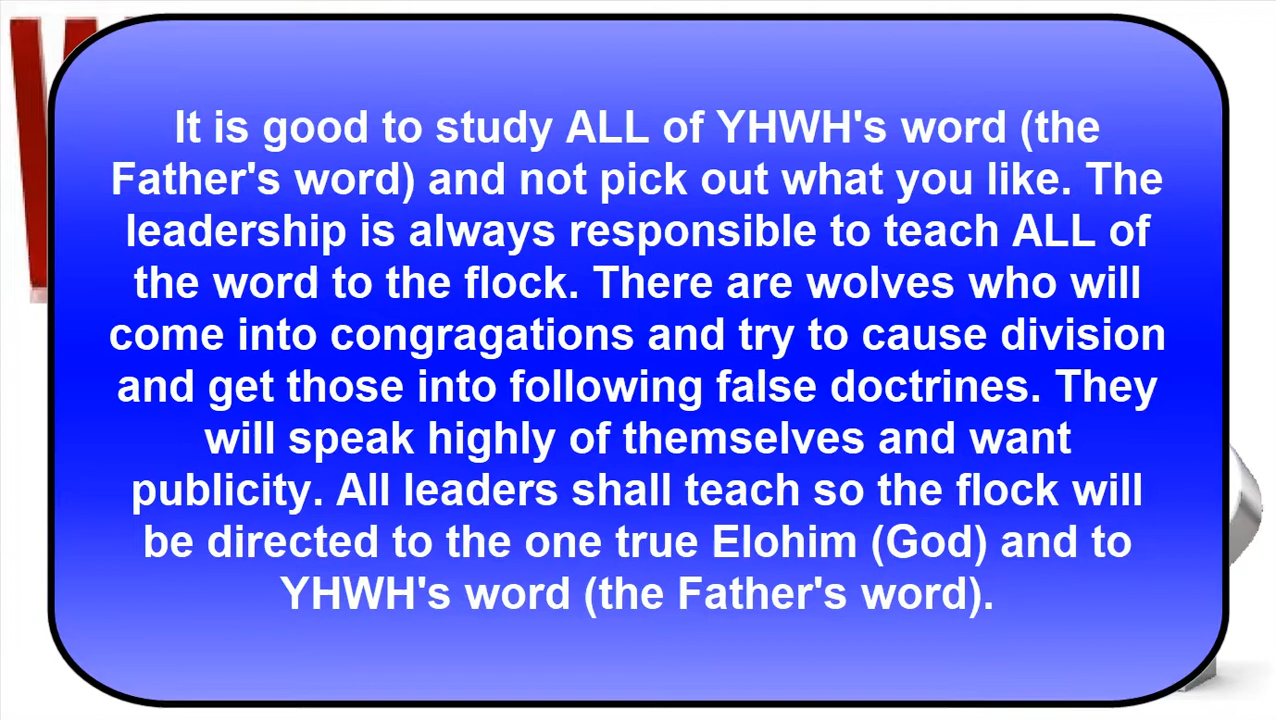 It is good to study ALL of YHWH's word (the
Father's word) and not pick out what you like. The
leadership is always responsible to teach ALL of
the word to the flock. There are wolves who will
come into congragations and try to cause division
and get those into following false doctrines. They
will speak highly of themselves and want
publicity. All leaders shall teach so the flock will
be directed to the one true Elohim (God) and to
YHWH's word (the Father's word).